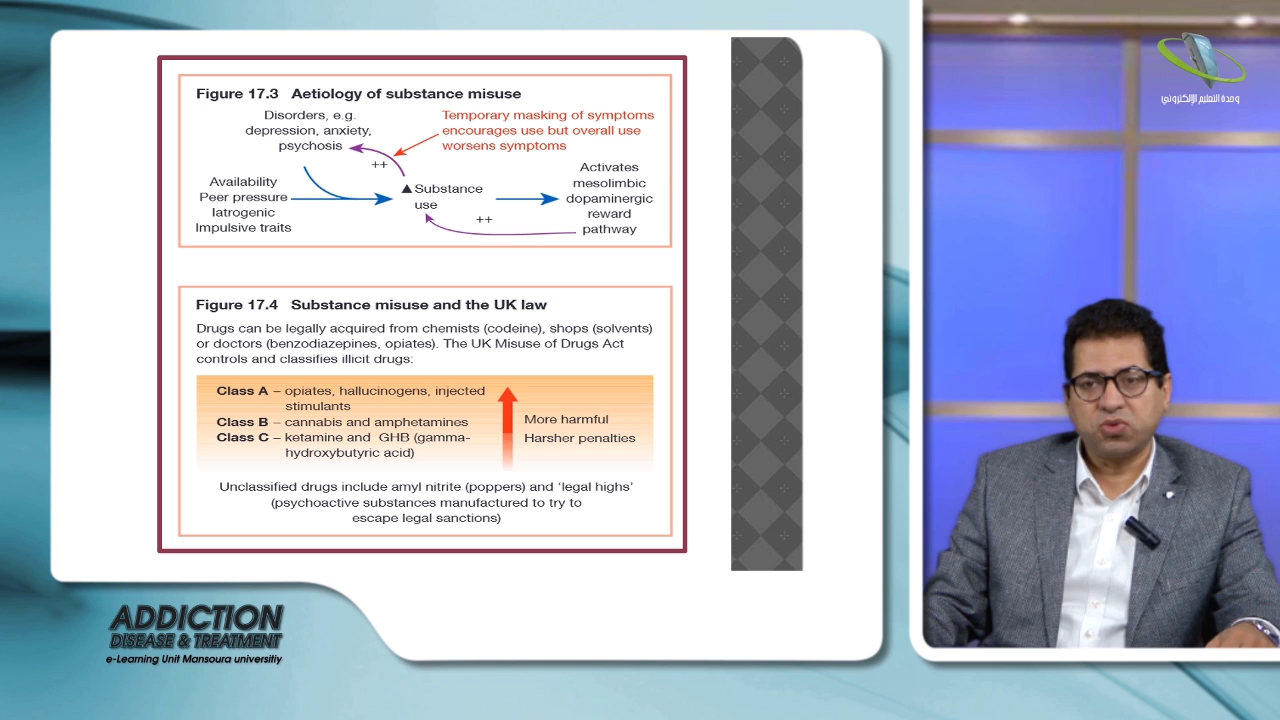 Figure 17.3 Aetiology of substance misuse
Disorders, e.g.
depression, anxiety,
psychosis
Temporary masking of symptoms
encourages use but overall use
worsens symptoms
++
Availability
Peer pressure
Iatrogenic
Impulsive traits
▲Substance
use
++
Activates
mesolimbic
dopaminergic
reward
pathway
Figure 17.4 Substance misuse and the UK law
Drugs can be legally acquired from chemists (codeine), shops (solvents)
or doctors (benzodiazepines, opiates). The UK Misuse of Drugs Act
controls and classifies illicit drugs:
Class A – opiates, hallucinogens, injected
stimulants
Class B – cannabis and amphetamines
Class C – ketamine and GHB (gamma-
hydroxybutyric acid)
More harmful
Harsher penalties
Unclassified drugs include amyl nitrite (poppers) and ‘legal highs’
(psychoactive substances manufactured to try to
escape legal sanctions)
ADDICTION
DISEASE & TREATMENT
e-Learning Unit Mansoura universitiy
وحدة التعليم الإلكتروني